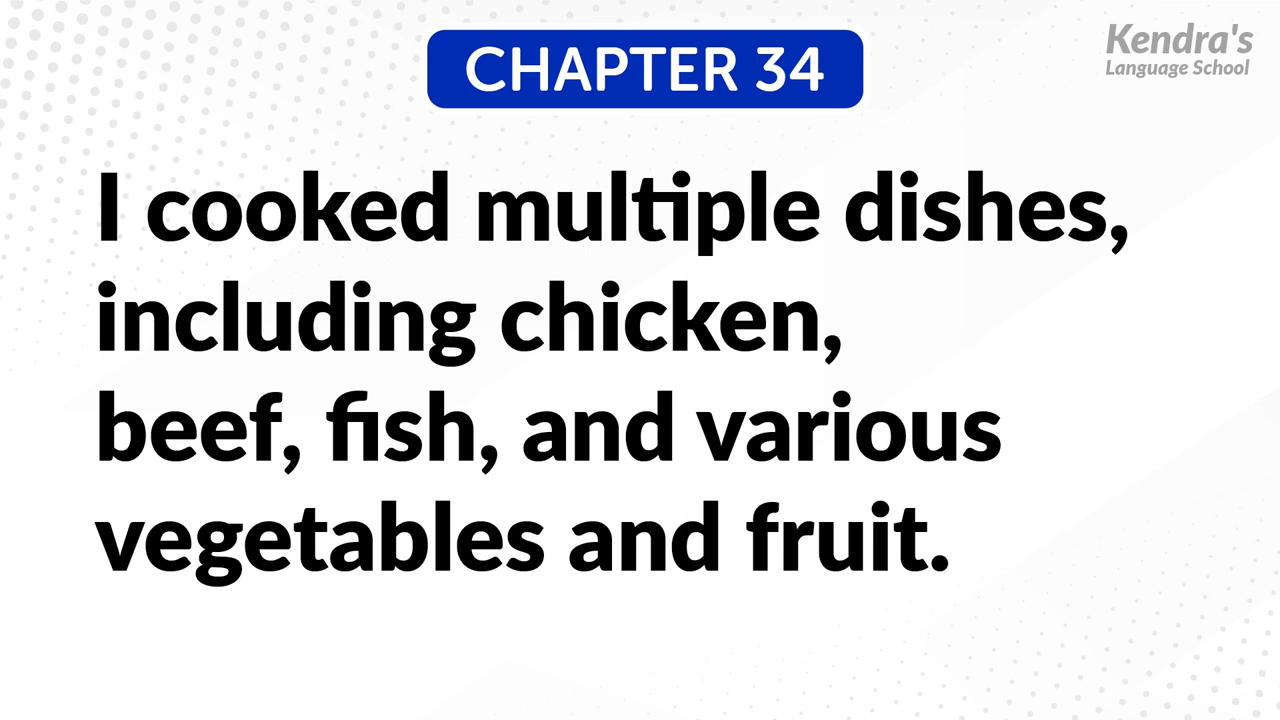 CHAPTER 34
Kendra's
Language School
I cooked multiple dishes,
including chicken,
beef, fish, and various
vegetables and fruit.